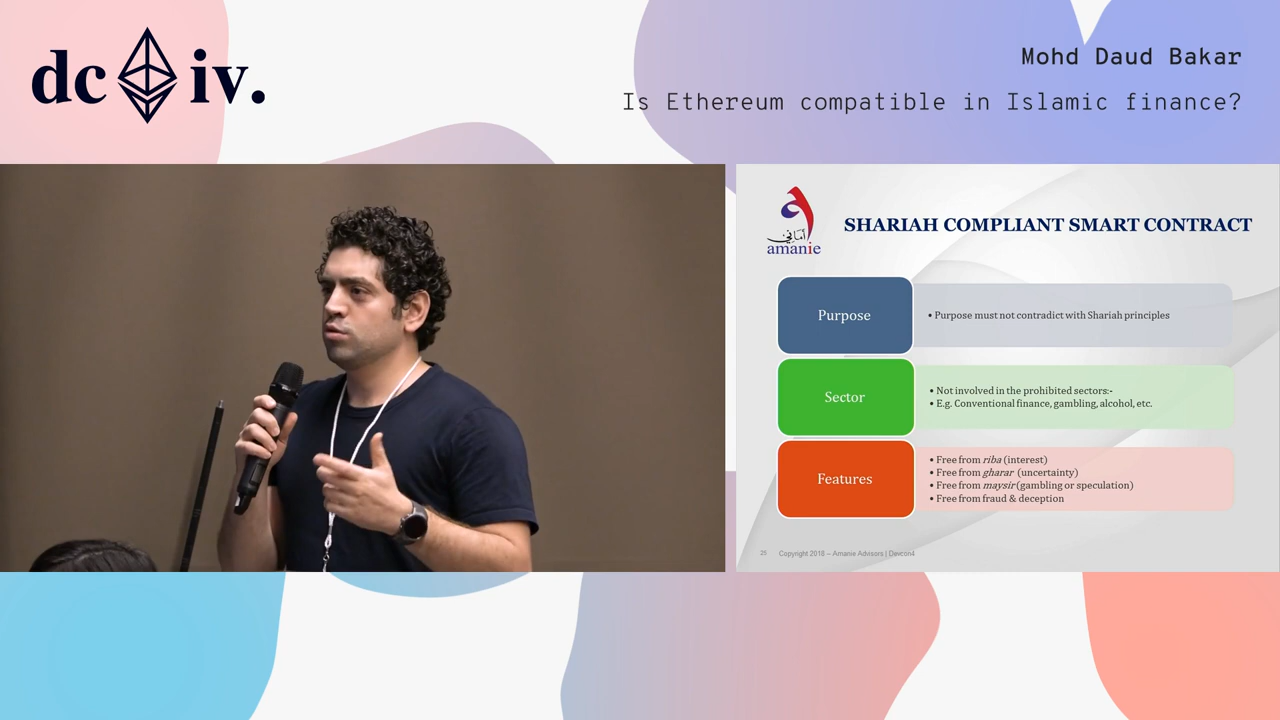 dc iv.
Mohd Daud Bakar
Is Ethereum compatible in Islamic finance?
أماني
amanie
SHARIAH COMPLIANT SMART CONTRACT
Purpose
• Purpose must not contradict with Shariah principles
Sector
• Not involved in the prohibited sectors:-
• E.g. Conventional finance, gambling, alcohol, etc.
Features
• Free from riba (interest)
• Free from gharar (uncertainty)
• Free from maysir (gambling or speculation)
• Free from fraud & deception
25 Copyright 2018 – Amanie Advisors | Devcon4